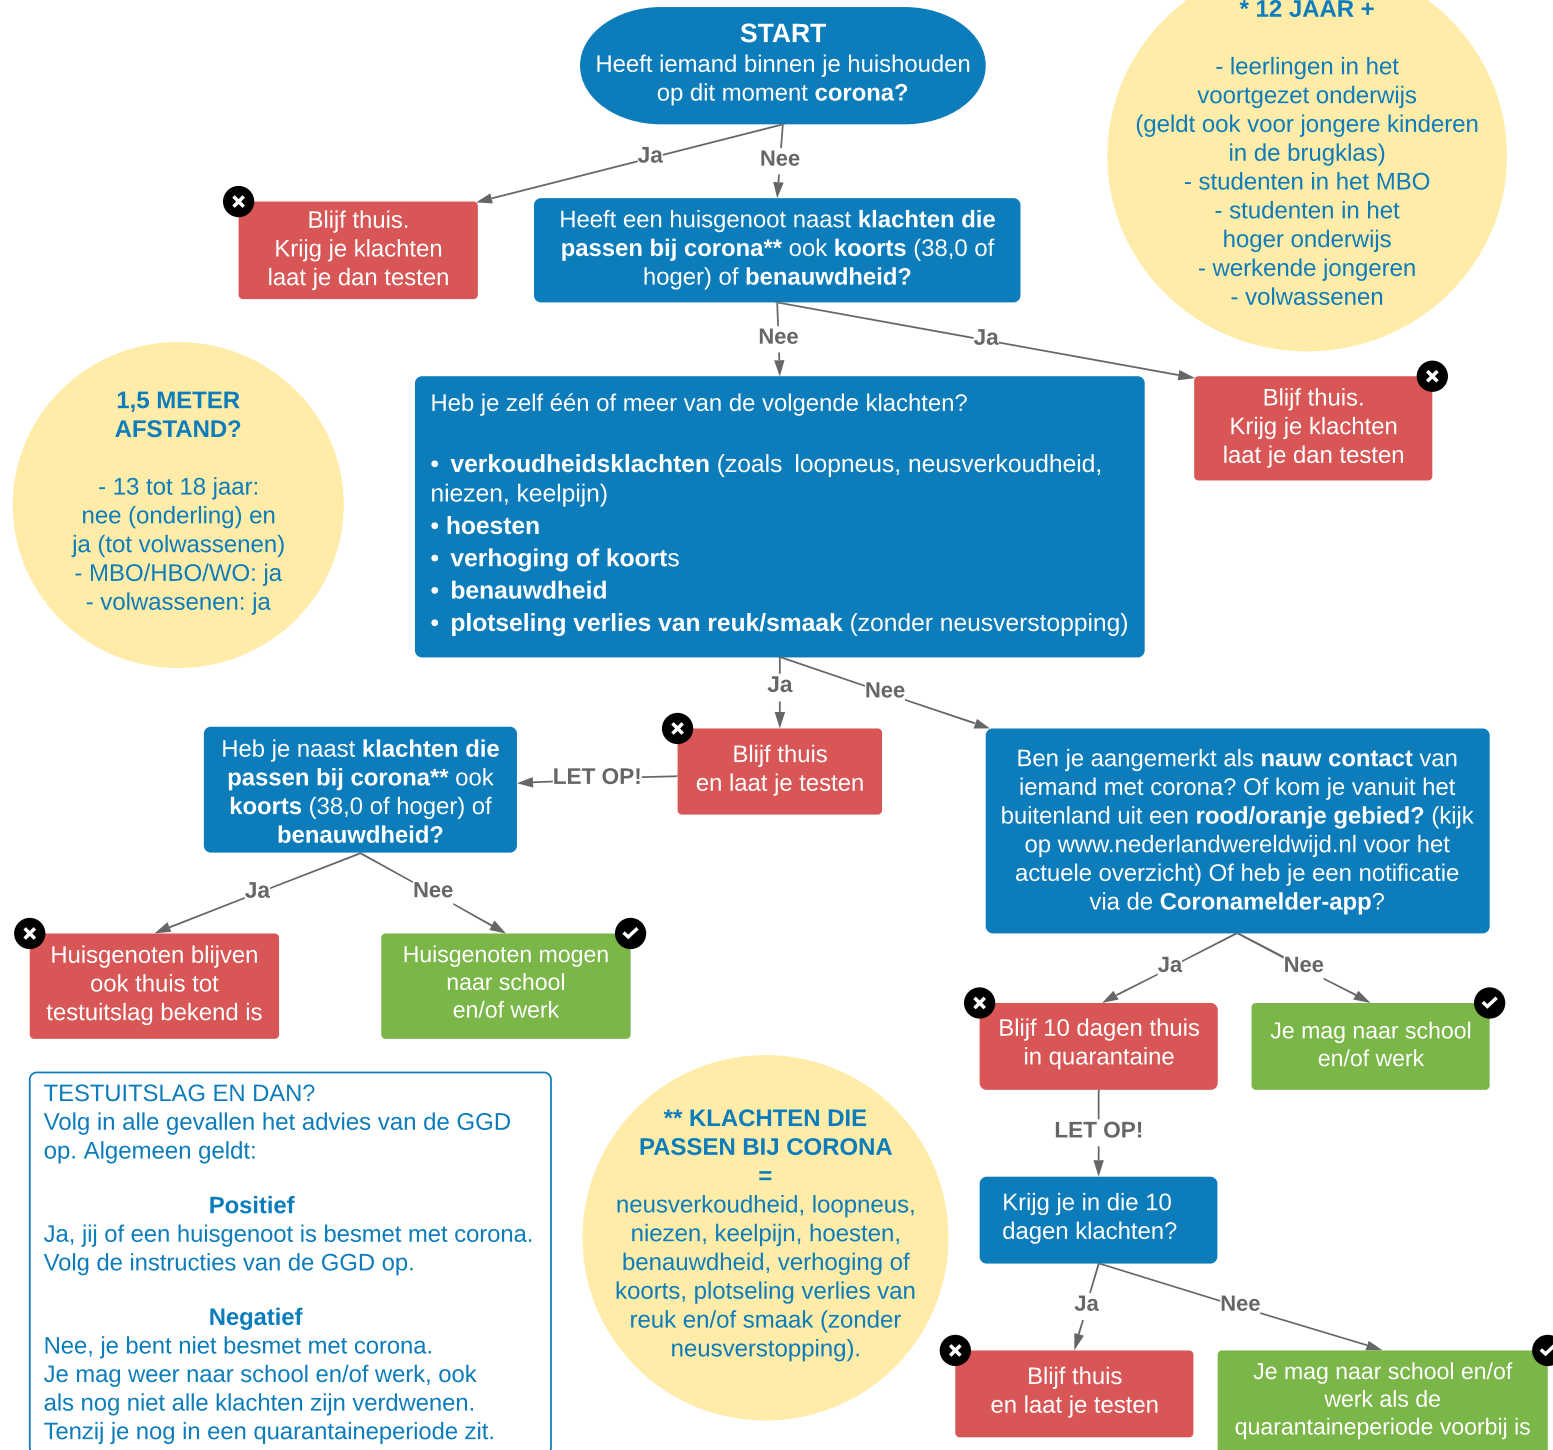 START
Heeft iemand binnen je huishouden
op dit moment corona?
* 12 JAAR +
- leerlingen in het
voortgezet onderwijs
(geldt ook voor jongere kinderen
in de brugklas)
- studenten in het MBO
- studenten in het
hoger onderwijs
- werkende jongeren
- volwassenen
Ja
Nee
Blijf thuis.
Krijg je klachten
laat je dan testen
Heeft een huisgenoot naast klachten die
passen bij corona** ook koorts (38,0 of
hoger) of benauwdheid?
Nee
Ja
1,5 METER
AFSTAND?
- 13 tot 18 jaar:
nee (onderling) en
ja (tot volwassenen)
- MBO/HBO/WO: ja
- volwassenen: ja
Heb je zelf één of meer van de volgende klachten?
• verkoudheidsklachten (zoals loopneus, neusverkoudheid,
niezen, keelpijn)
• hoesten
• verhoging of koorts
• benauwdheid
• plotseling verlies van reuk/smaak (zonder neusverstopping)
Blijf thuis.
Krijg je klachten
laat je dan testen
Ja
Nee
Heb je naast klachten die
passen bij corona** ook
koorts (38,0 of hoger) of
benauwdheid?
LET OP!
Blijf thuis
en laat je testen
Ben je aangemerkt als nauw contact van
iemand met corona? Of kom je vanuit het
buitenland uit een rood/oranje gebied? (kijk
op www.nederlandwereldwijd.nl voor het
actuele overzicht) Of heb je een notificatie
via de Coronamelder-app?
Ja
Nee
Huisgenoten blijven
ook thuis tot
testuitslag bekend is
Huisgenoten mogen
naar school
en/of werk
Ja
Nee
Blijf 10 dagen thuis
in quarantaine
Je mag naar school
en/of werk
TESTUITSLAG EN DAN?
Volg in alle gevallen het advies van de GGD
op. Algemeen geldt:
Positief
Ja, jij of een huisgenoot is besmet met corona.
Volg de instructies van de GGD op.
Negatief
Nee, je bent niet besmet met corona.
Je mag weer naar school en/of werk, ook
als nog niet alle klachten zijn verdwenen.
Tenzij je nog in een quarantaineperiode zit.
** KLACHTEN DIE
PASSEN BIJ CORONA
=
neusverkoudheid, loopneus,
niezen, keelpijn, hoesten,
benauwdheid, verhoging of
koorts, plotseling verlies van
reuk en/of smaak (zonder
neusverstopping).
LET OP!
Krijg je in die 10
dagen klachten?
Ja
Nee
Blijf thuis
en laat je testen
Je mag naar school en/of
werk als de
quarantaineperiode voorbij is